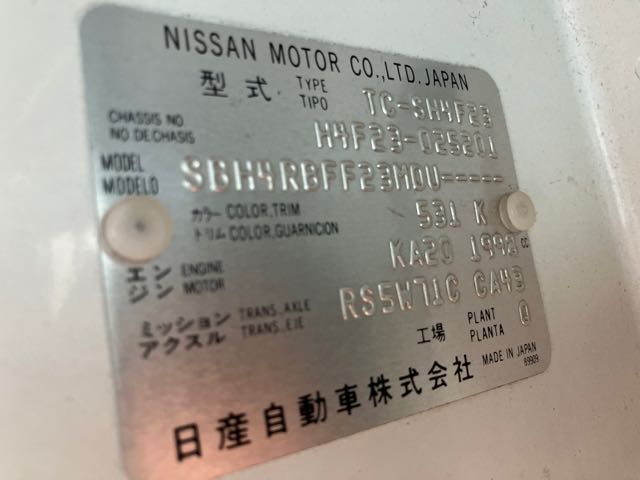 NISSAN MOTOR CO.,LTD. JAPAN
型式 TYPE TIPO TC-SH4F23
CHASSIS NO NO DE CHASIS H4F23-025201
MODEL MODELO SBH4RBFF23MDU-----
カラー COLOR,TRIM トリム COLOR,GUARNICION 531 K
エンジン ENGINE MOTOR KA20 1998 cc
ミッション TRANS.,AXLE アクスル TRANS.,EJE RS5W71C CA43
工場 PLANT PLANTA
日産自動車株式会社 MADE IN JAPAN 69909